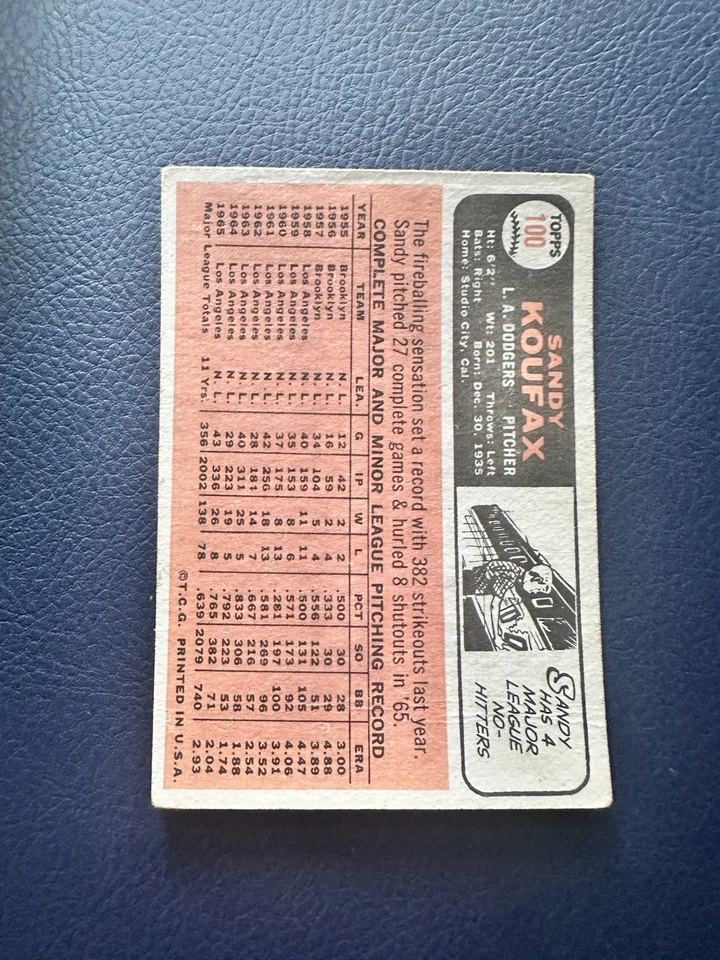 TOPPS
100
SANDY
KOUFAX
L. A. DODGERS PITCHER
Ht: 6'2" Wt: 201 Throws: Left
Bats: Right Born: Dec. 30, 1935
Home: Studio City, Cal.
SANDY
HAS 4
MAJOR
LEAGUE
NO-
HITTERS
The fireballing sensation set a record with 382 strikeouts last year.
Sandy pitched 27 complete games & hurled 8 shutouts in '65.
COMPLETE MAJOR AND MINOR LEAGUE PITCHING RECORD
YEAR TEAM LEA. G IP W L PCT SO BB ERA
1955 Brooklyn N. L. 12 42 2 2 .500 30 28 3.00
1956 Brooklyn N. L. 16 59 2 4 .333 30 29 4.88
1957 Brooklyn N. L. 34 104 5 4 .556 122 51 3.89
1958 Los Angeles N. L. 40 159 11 11 .500 131 105 4.47
1959 Los Angeles N. L. 35 153 8 6 .571 173 92 4.06
1960 Los Angeles N. L. 37 175 8 13 .281 197 100 3.91
1961 Los Angeles N. L. 42 256 18 13 .581 269 96 3.52
1962 Los Angeles N. L. 28 184 14 7 .667 216 57 2.54
1963 Los Angeles N. L. 40 311 25 5 .833 306 58 1.88
1964 Los Angeles N. L. 29 223 19 5 .792 223 53 1.74
1965 Los Angeles N. L. 43 336 26 8 .765 382 71 2.04
Major League Totals 11 Yrs. 356 2002 138 78 .639 2079 740 2.93
©T.C.G. PRINTED IN U.S.A.